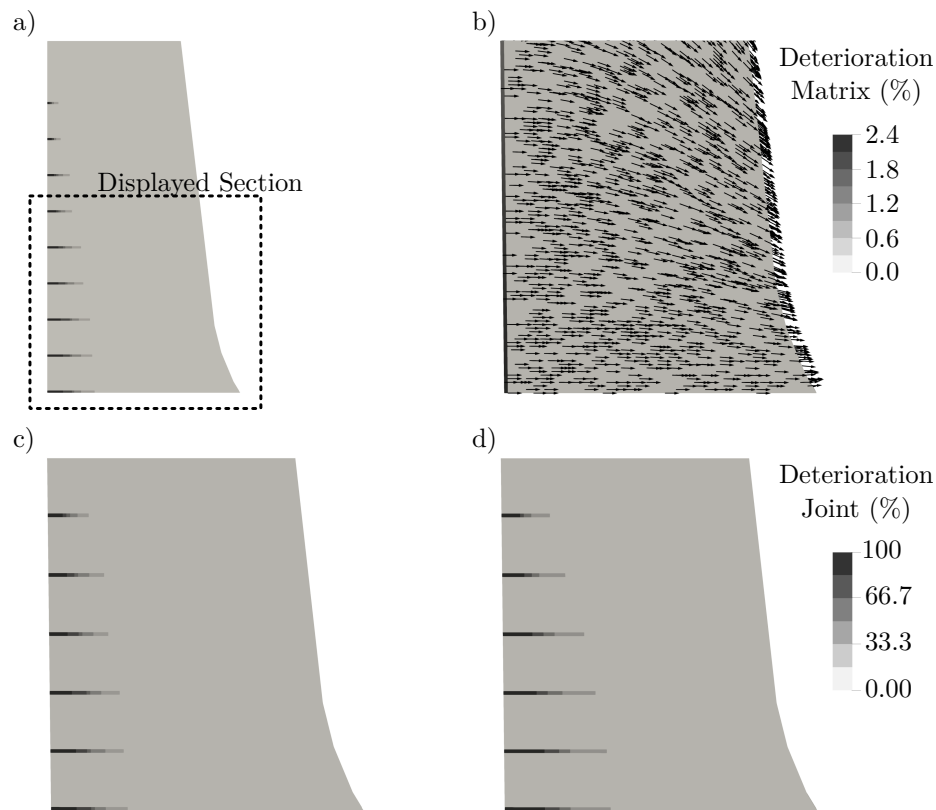 a)
b)
Deterioration
Matrix (%)
2.4
1.8
1.2
0.6
0.0
Displayed Section
c)
d)
Deterioration
Joint (%)
100
66.7
33.3
0.00